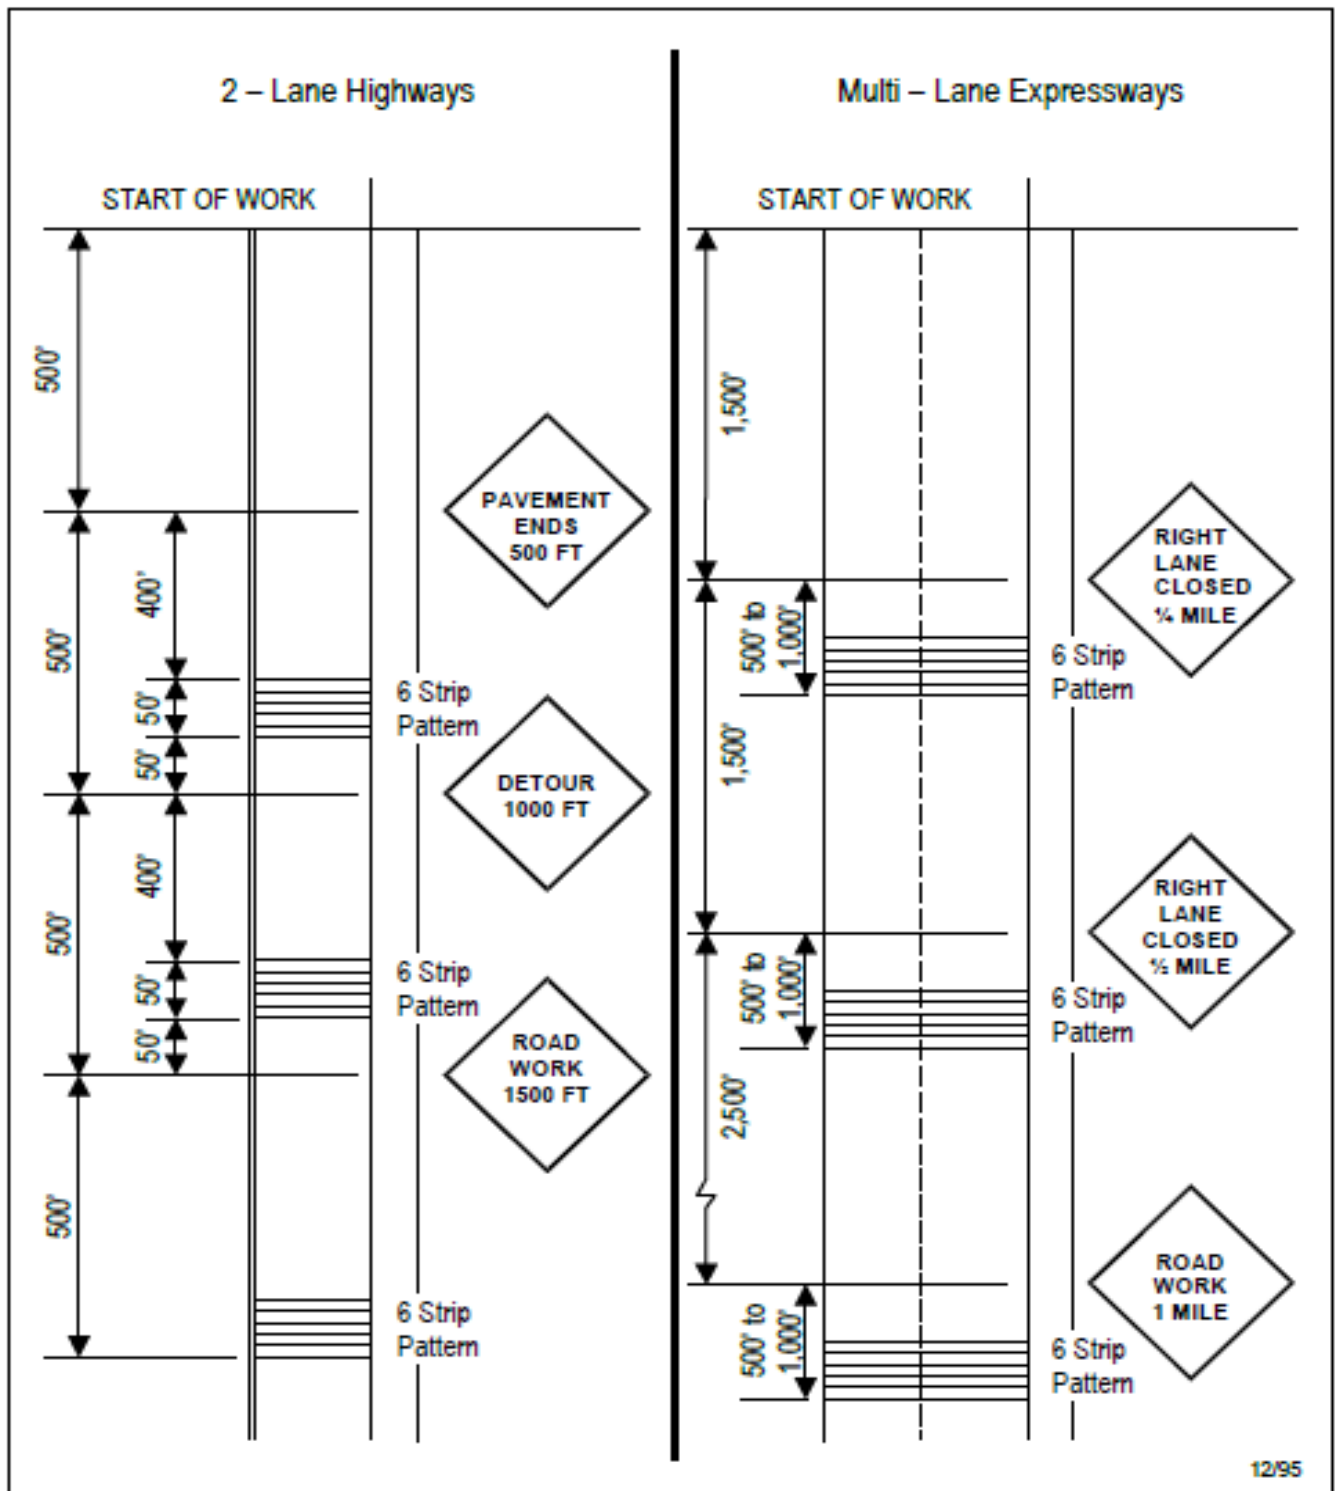 2 – Lane Highways
START OF WORK
500'
PAVEMENT
ENDS
500 FT
400'
500'
50'
6 Strip
Pattern
50'
DETOUR
1000 FT
400'
500'
50'
6 Strip
Pattern
50'
ROAD
WORK
1500 FT
500'
6 Strip
Pattern
Multi – Lane Expressways
START OF WORK
1,500'
RIGHT
LANE
CLOSED
¼ MILE
500' to
1,000'
6 Strip
Pattern
1,500'
RIGHT
LANE
CLOSED
½ MILE
500' to
1,000'
6 Strip
Pattern
2,500'
ROAD
WORK
1 MILE
500' to
1,000'
6 Strip
Pattern
12/95